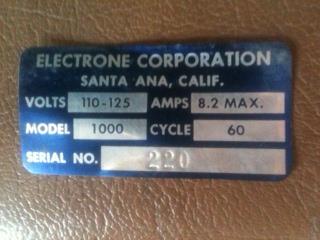 ELECTRONE CORPORATION
SANTA ANA, CALIF.
VOLTS 110-125 AMPS 8.2 MAX.
MODEL 1000 CYCLE 60
SERIAL NO. 220